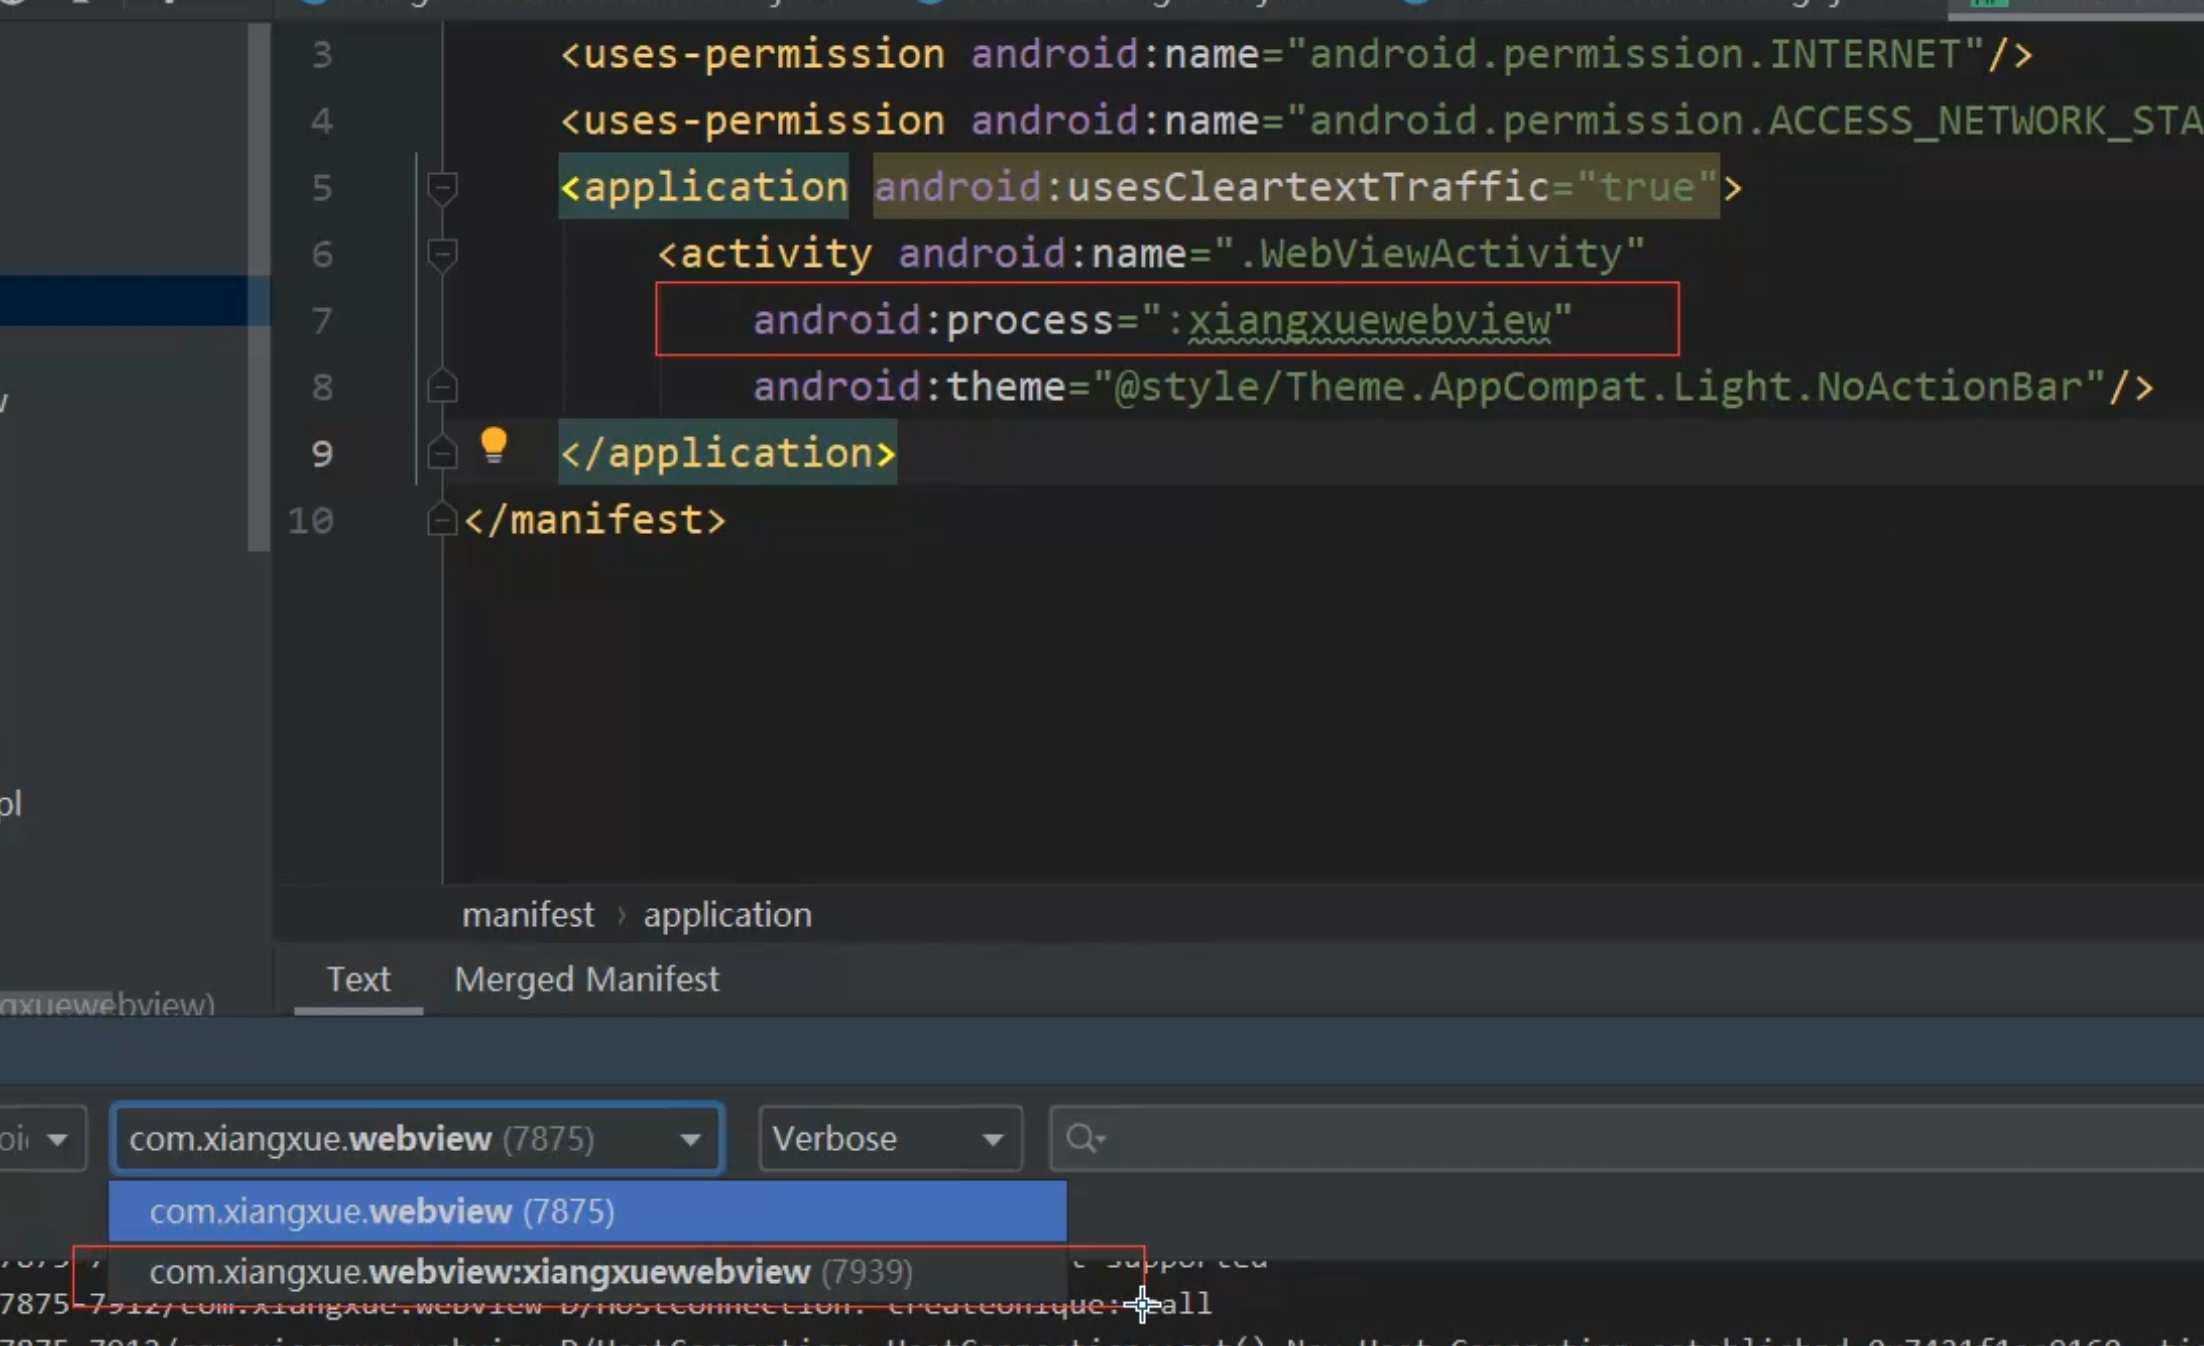 3 <uses-permission android:name="android.permission.INTERNET"/>
4 <uses-permission android:name="android.permission.ACCESS_NETWORK_STA
5 <application android:usesCleartextTraffic="true">
6 <activity android:name=".WebViewActivity"
7 android:process=":xiangxuewebview"
8 android:theme="@style/Theme.AppCompat.Light.NoActionBar"/>
9 </application>
10 </manifest>
pl
manifest › application
Text Merged Manifest
gxuewebview)
com.xiangxue.webview (7875) Verbose
com.xiangxue.webview (7875)
com.xiangxue.webview:xiangxuewebview (7939)
t supported
7875-7912/com.xiangxue.webview D/HostConnection: createUnique: call